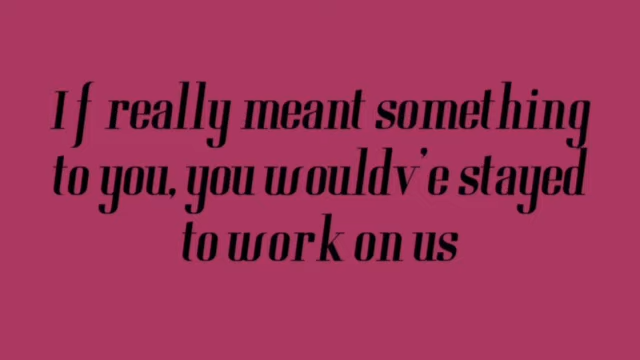 If really meant something
to you, you wouldv'e stayed
to work on us